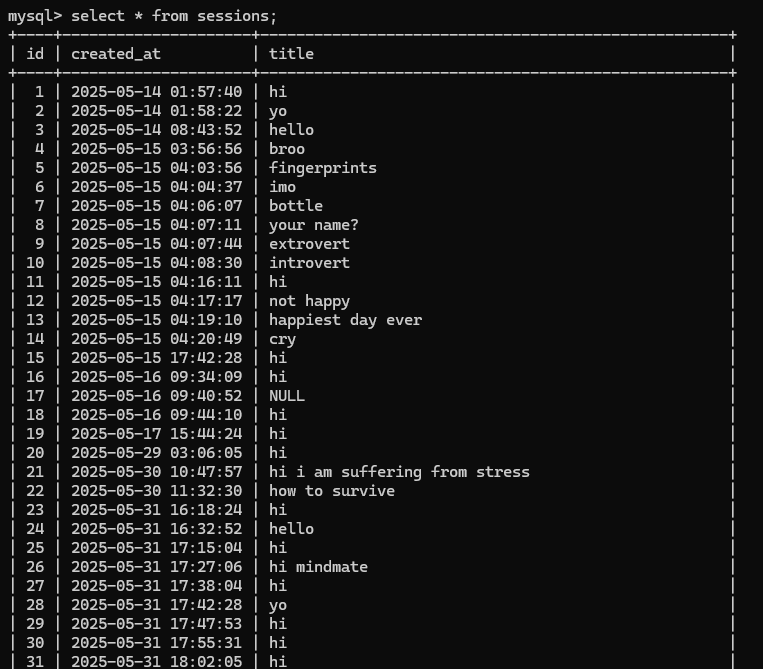 mysql> select * from sessions;
+----+---------------------+----------------------------------------------------+
| id | created_at          | title                                              |
+----+---------------------+----------------------------------------------------+
|  1 | 2025-05-14 01:57:40 | hi                                                 |
|  2 | 2025-05-14 01:58:22 | yo                                                 |
|  3 | 2025-05-14 08:43:52 | hello                                              |
|  4 | 2025-05-15 03:56:56 | broo                                               |
|  5 | 2025-05-15 04:03:56 | fingerprints                                       |
|  6 | 2025-05-15 04:04:37 | imo                                                |
|  7 | 2025-05-15 04:06:07 | bottle                                             |
|  8 | 2025-05-15 04:07:11 | your name?                                         |
|  9 | 2025-05-15 04:07:44 | extrovert                                          |
| 10 | 2025-05-15 04:08:30 | introvert                                          |
| 11 | 2025-05-15 04:16:11 | hi                                                 |
| 12 | 2025-05-15 04:17:17 | not happy                                          |
| 13 | 2025-05-15 04:19:10 | happiest day ever                                  |
| 14 | 2025-05-15 04:20:49 | cry                                                |
| 15 | 2025-05-15 17:42:28 | hi                                                 |
| 16 | 2025-05-16 09:34:09 | hi                                                 |
| 17 | 2025-05-16 09:40:52 | NULL                                               |
| 18 | 2025-05-16 09:44:10 | hi                                                 |
| 19 | 2025-05-17 15:44:24 | hi                                                 |
| 20 | 2025-05-29 03:06:05 | hi                                                 |
| 21 | 2025-05-30 10:47:57 | hi i am suffering from stress                      |
| 22 | 2025-05-30 11:32:30 | how to survive                                     |
| 23 | 2025-05-31 16:18:24 | hi                                                 |
| 24 | 2025-05-31 16:32:52 | hello                                              |
| 25 | 2025-05-31 17:15:04 | hi                                                 |
| 26 | 2025-05-31 17:27:06 | hi mindmate                                        |
| 27 | 2025-05-31 17:38:04 | hi                                                 |
| 28 | 2025-05-31 17:42:28 | yo                                                 |
| 29 | 2025-05-31 17:47:53 | hi                                                 |
| 30 | 2025-05-31 17:55:31 | hi                                                 |
| 31 | 2025-05-31 18:02:05 | hi                                                 |